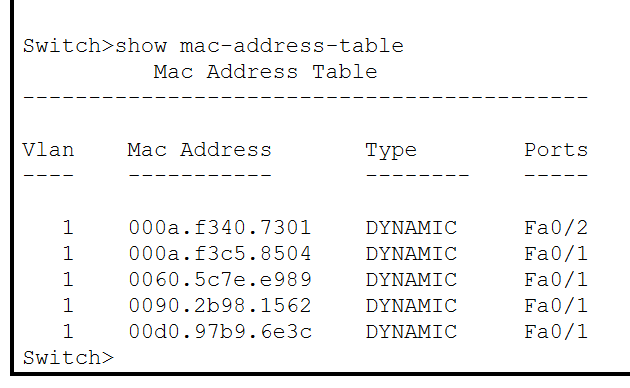 Switch>show mac-address-table
Mac Address Table
-------------------------------------------
Vlan Mac Address Type Ports
---- ----------- -------- -----
1 000a.f340.7301 DYNAMIC Fa0/2
1 000a.f3c5.8504 DYNAMIC Fa0/1
1 0060.5c7e.e989 DYNAMIC Fa0/1
1 0090.2b98.1562 DYNAMIC Fa0/1
1 00d0.97b9.6e3c DYNAMIC Fa0/1
Switch>